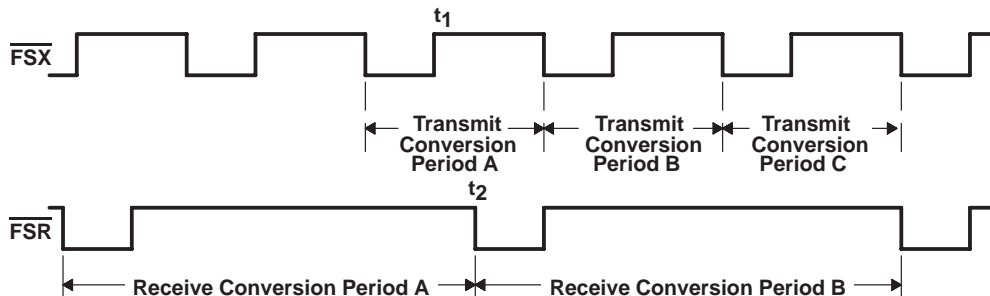 t1
FSX
Transmit
Conversion
Period A
Transmit
Conversion
Period B
Transmit
Conversion
Period C
t2
FSR
Receive Conversion Period A
Receive Conversion Period B